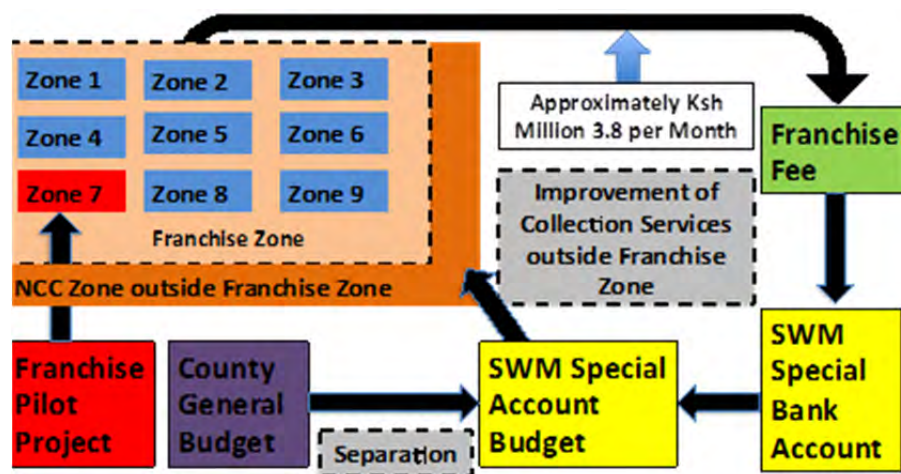 Zone 1
Zone 2
Zone 3
Zone 4
Zone 5
Zone 6
Zone 7
Zone 8
Zone 9
Franchise Zone
NCC Zone outside Franchise Zone
Approximately Ksh
Million 3.8 per Month
Franchise
Fee
Improvement of
Collection Services
outside Franchise
Zone
Franchise
Pilot
Project
County
General
Budget
Separation
SWM Special
Account
Budget
SWM
Special
Bank
Account